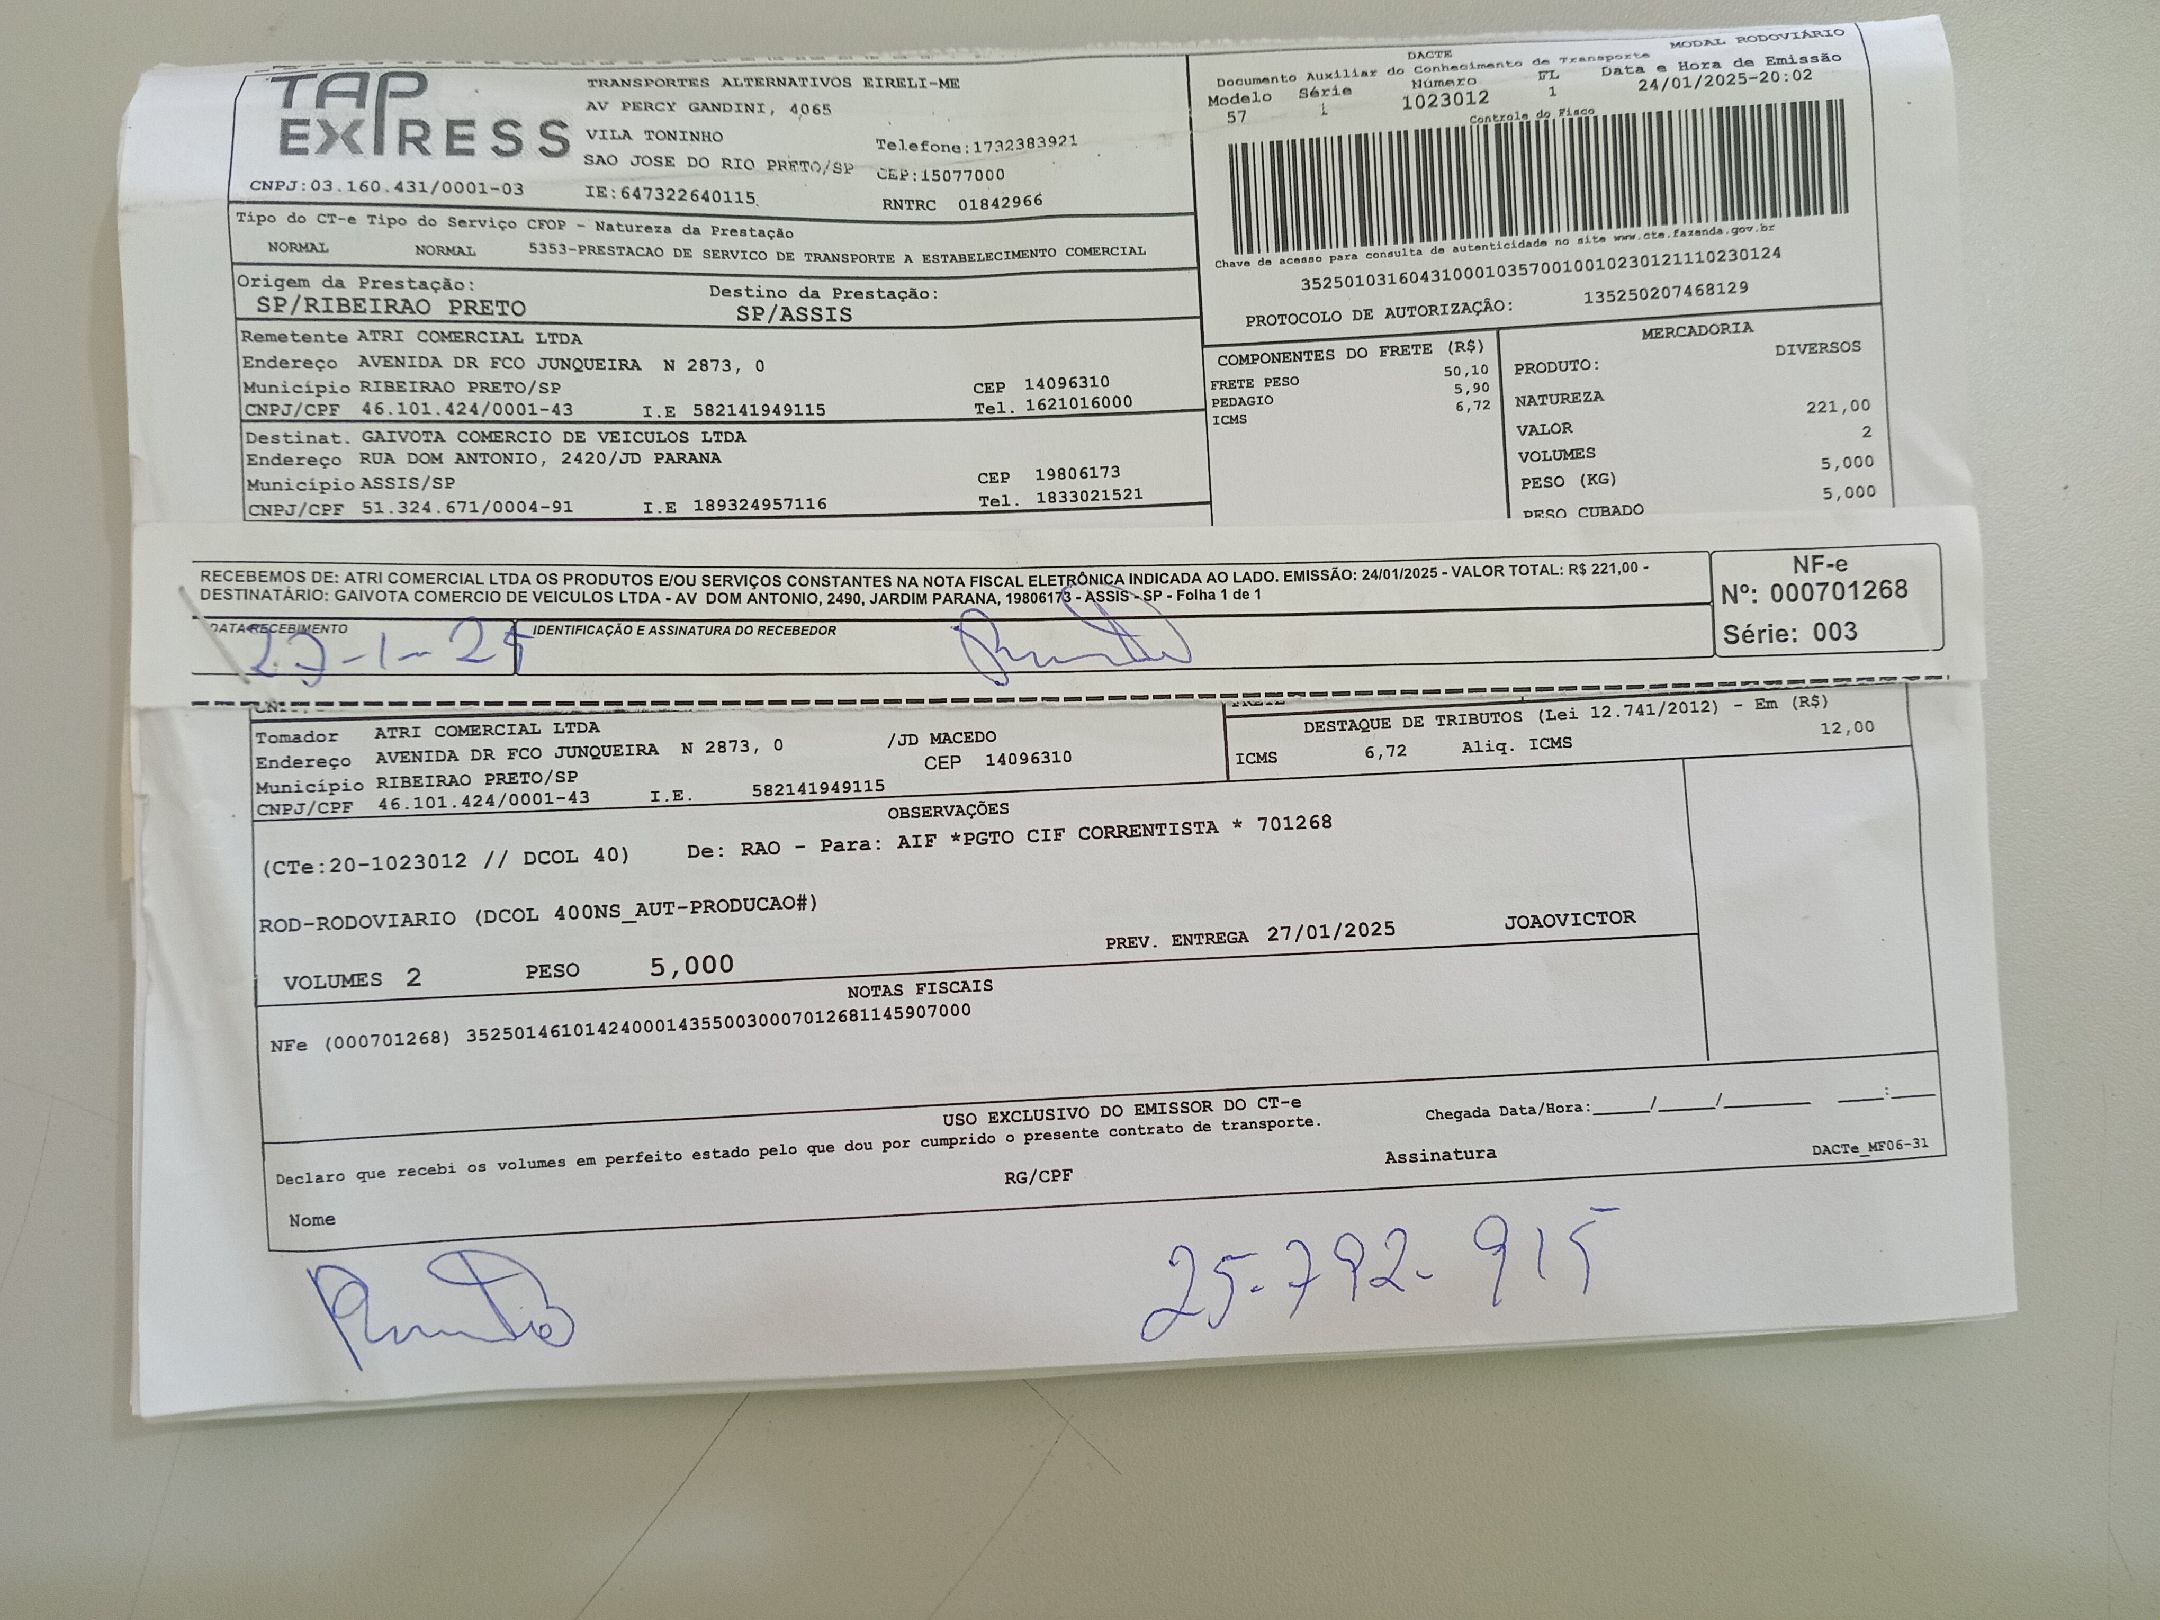 TAP EXPRESS
TRANSPORTES ALTERNATIVOS EIRELI-ME
AV PERCY GANDINI, 4065
VILA TONINHO
SAO JOSE DO RIO PRETO/SP
Telefone:1732383921
CEP:15077000
CNPJ:03.160.431/0001-03 IE:647322640115 RNTRC 01842966
DACTE MODAL RODOVIÁRIO
Documento Auxiliar do Conhecimento de Transporte
Modelo Série Número FL Data e Hora de Emissão
57 1 1023012 1 24/01/2025-20:02
Controle do Fisco
Chave de acesso para consulta de autenticidade no site www.cte.fazenda.gov.br
35250103160431000103570010010230121110230124
PROTOCOLO DE AUTORIZAÇÃO: 135250207468129
Tipo do CT-e Tipo do Serviço CFOP - Natureza da Prestação
NORMAL NORMAL 5353-PRESTACAO DE SERVICO DE TRANSPORTE A ESTABELECIMENTO COMERCIAL
Origem da Prestação: Destino da Prestação:
SP/RIBEIRAO PRETO SP/ASSIS
Remetente ATRI COMERCIAL LTDA
Endereço AVENIDA DR FCO JUNQUEIRA N 2873, 0
Município RIBEIRAO PRETO/SP CEP 14096310
CNPJ/CPF 46.101.424/0001-43 I.E 582141949115 Tel. 1621016000
Destinat. GAIVOTA COMERCIO DE VEICULOS LTDA
Endereço RUA DOM ANTONIO, 2420/JD PARANA
Município ASSIS/SP CEP 19806173
CNPJ/CPF 51.324.671/0004-91 I.E 189324957116 Tel. 1833021521
COMPONENTES DO FRETE (R$)
FRETE PESO 50,10
PEDAGIO 5,90
ICMS 6,72
MERCADORIA
PRODUTO: DIVERSOS
NATUREZA
VALOR 221,00
VOLUMES 2
PESO (KG) 5,000
PESO CUBADO 5,000
RECEBEMOS DE: ATRI COMERCIAL LTDA OS PRODUTOS E/OU SERVIÇOS CONSTANTES NA NOTA FISCAL ELETRÔNICA INDICADA AO LADO. EMISSÃO: 24/01/2025 - VALOR TOTAL: R$ 221,00 -
DESTINATÁRIO: GAIVOTA COMERCIO DE VEICULOS LTDA - AV DOM ANTONIO, 2490, JARDIM PARANA, 19806173 - ASSIS - SP - Folha 1 de 1
DATA RECEBIMENTO IDENTIFICAÇÃO E ASSINATURA DO RECEBEDOR
27-1-25
NF-e
Nº: 000701268
Série: 003
Tomador ATRI COMERCIAL LTDA
Endereço AVENIDA DR FCO JUNQUEIRA N 2873, 0 /JD MACEDO
Município RIBEIRAO PRETO/SP CEP 14096310
CNPJ/CPF 46.101.424/0001-43 I.E. 582141949115
DESTAQUE DE TRIBUTOS (Lei 12.741/2012) - Em (R$)
ICMS 6,72 Aliq. ICMS 12,00
OBSERVAÇÕES
(CTe:20-1023012 // DCOL 40) De: RAO - Para: AIF *PGTO CIF CORRENTISTA * 701268
ROD-RODOVIARIO (DCOL 400NS_AUT-PRODUCAO#)
PREV. ENTREGA 27/01/2025 JOAOVICTOR
VOLUMES 2 PESO 5,000
NOTAS FISCAIS
NFe (000701268) 35250146101424000143550030007012681145907000
USO EXCLUSIVO DO EMISSOR DO CT-e
Declaro que recebi os volumes em perfeito estado pelo que dou por cumprido o presente contrato de transporte.
Chegada Data/Hora:_____/_____/________ ____:____
Nome RG/CPF Assinatura DACTe_MF06-31
25.792.915